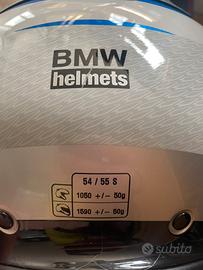 BMW
helmets
54 / 55 S
1050 +/- 50g
1590 +/- 50g
subito